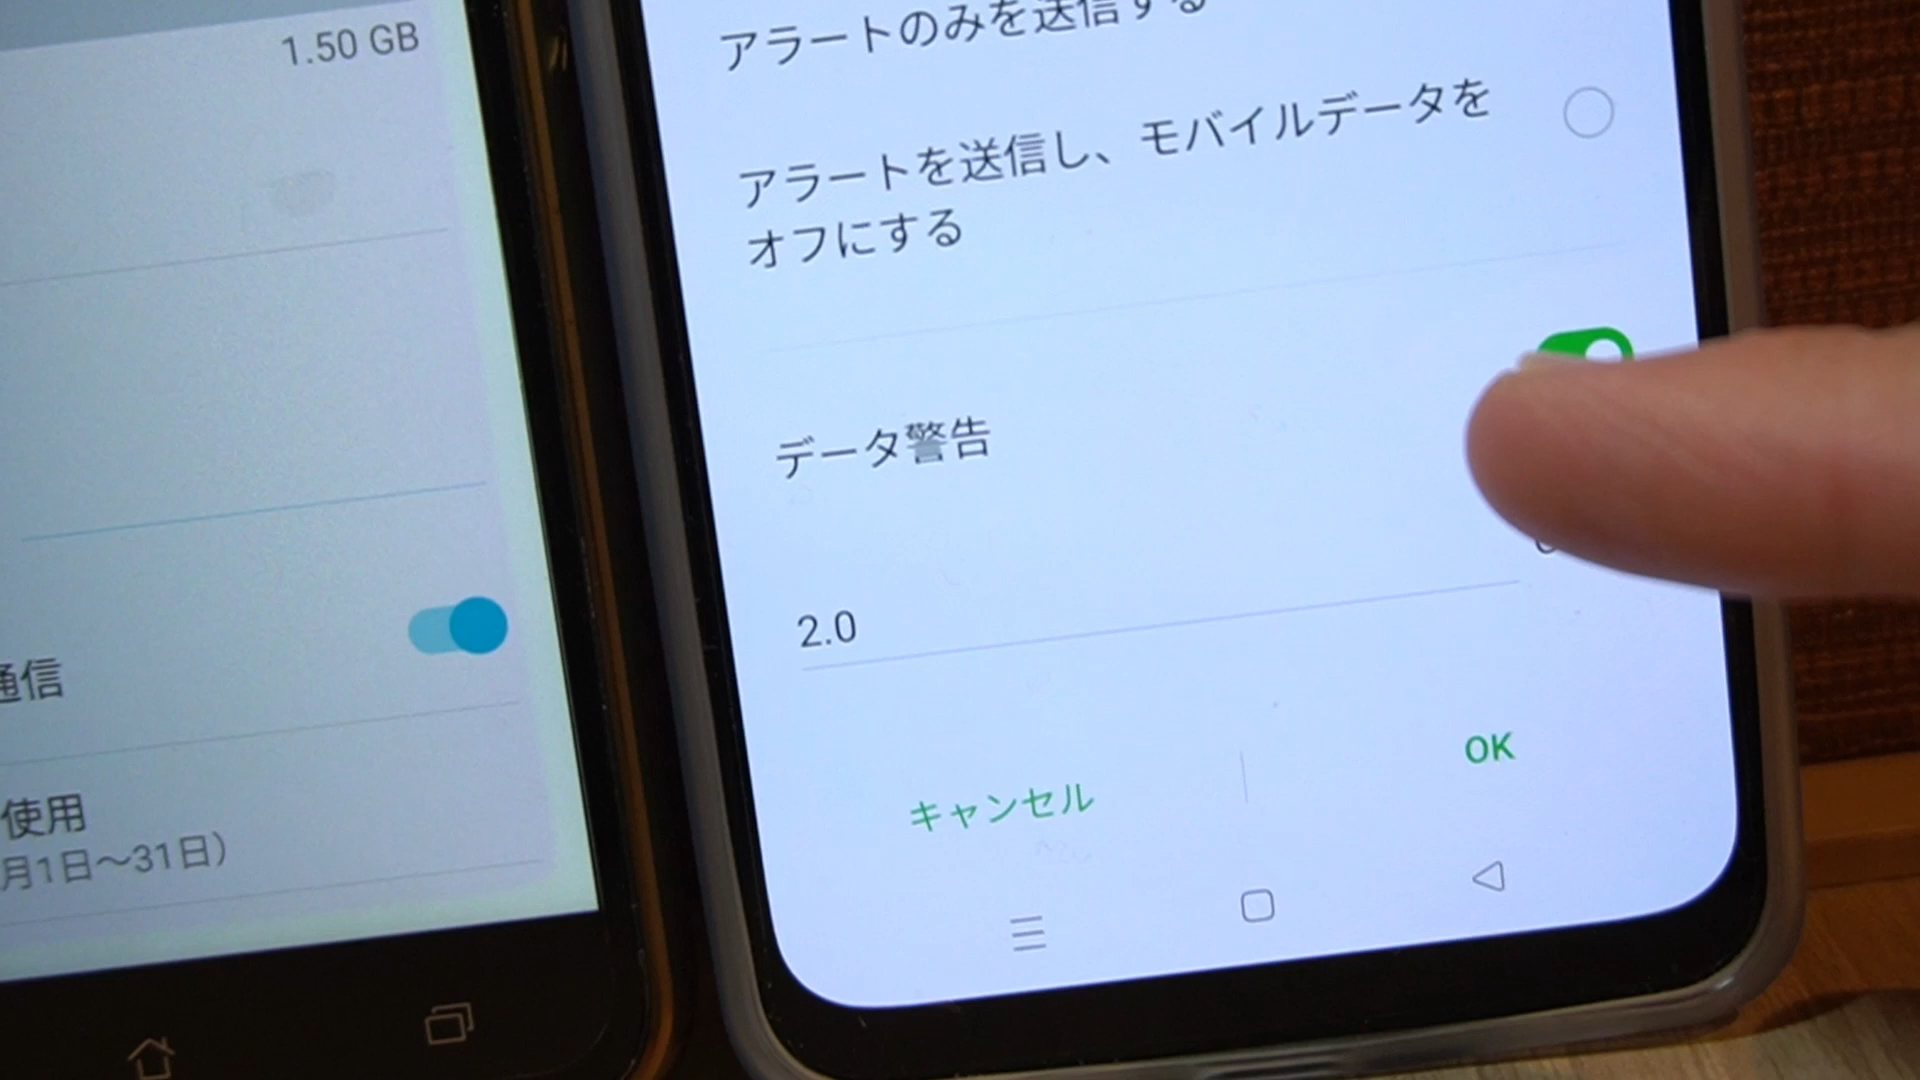 1.50 GB
通信
使用
月1日～31日)
アラートのみを送信する
アラートを送信し、モバイルデータを
オフにする
データ警告
2.0
キャンセル
OK